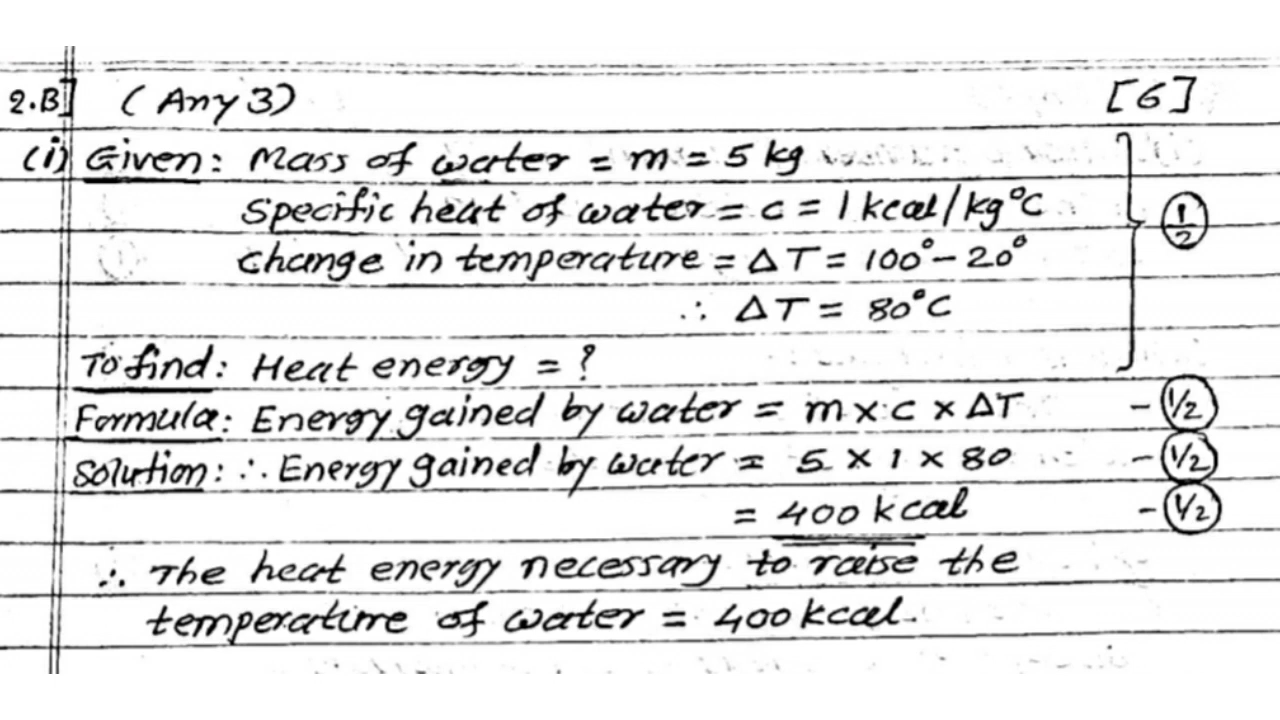 2.B] (Any 3) [6]
(i) Given: Mass of water = m = 5 kg
Specific heat of water = c = 1 kcal/kg°C (1/2)
change in temperature = ΔT = 100° - 20°
∴ ΔT = 80°C
To find: Heat energy = ?
Formula: Energy gained by water = m × c × ΔT - (1/2)
Solution: ∴ Energy gained by water = 5 × 1 × 80 - (1/2)
= 400 kcal - (1/2)
∴ The heat energy necessary to raise the
temperature of water = 400 kcal.